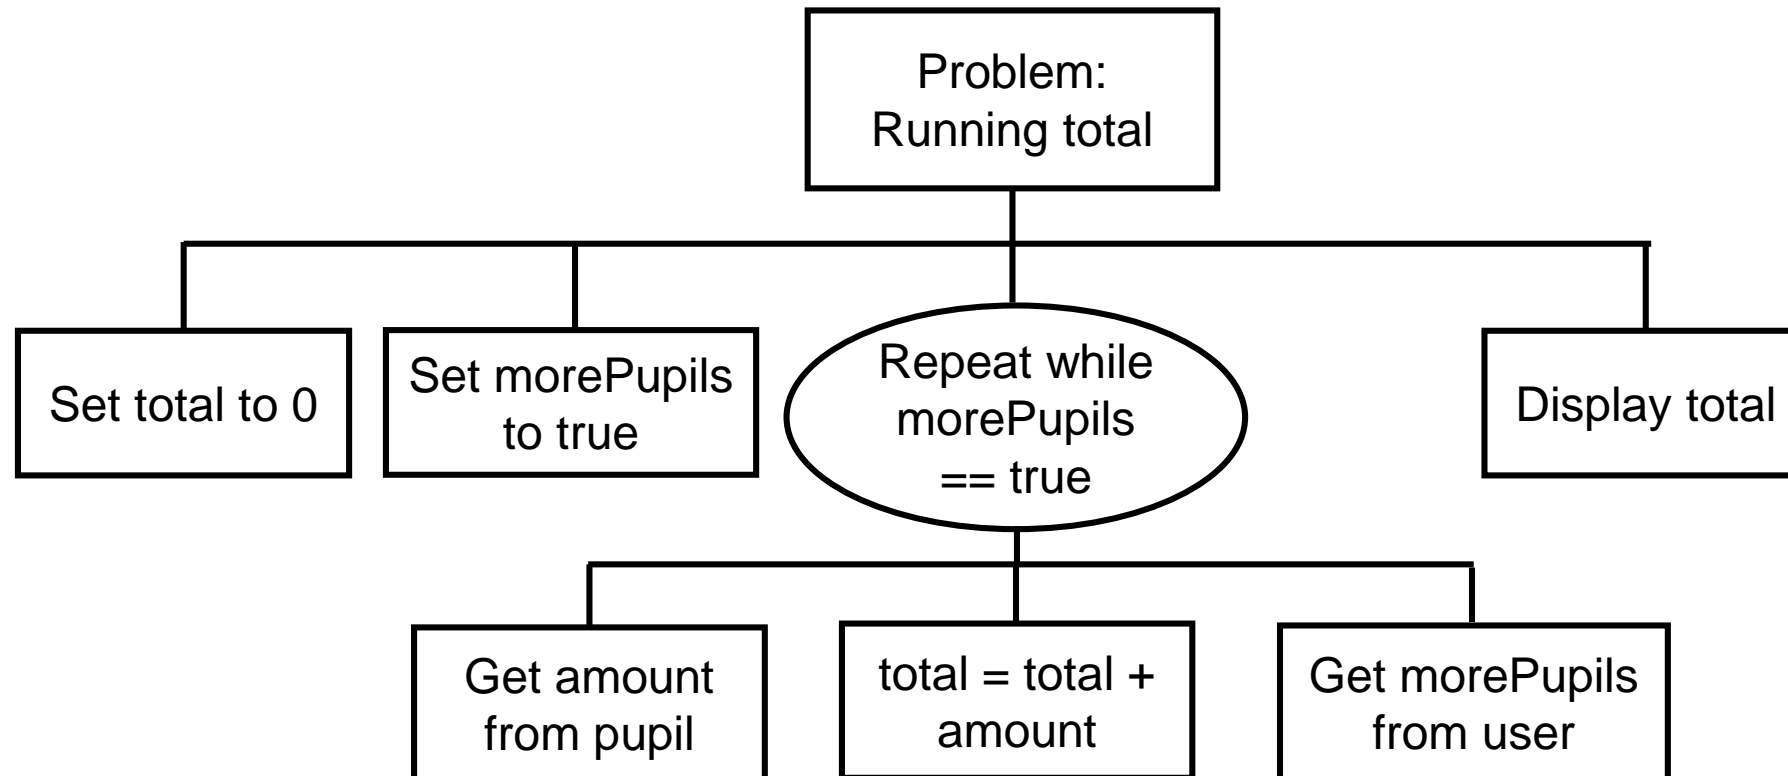 Problem:
Running total
Set total to 0
Set morePupils
to true
Repeat while
morePupils
== true
Display total
Get amount
from pupil
total = total +
amount
Get morePupils
from user